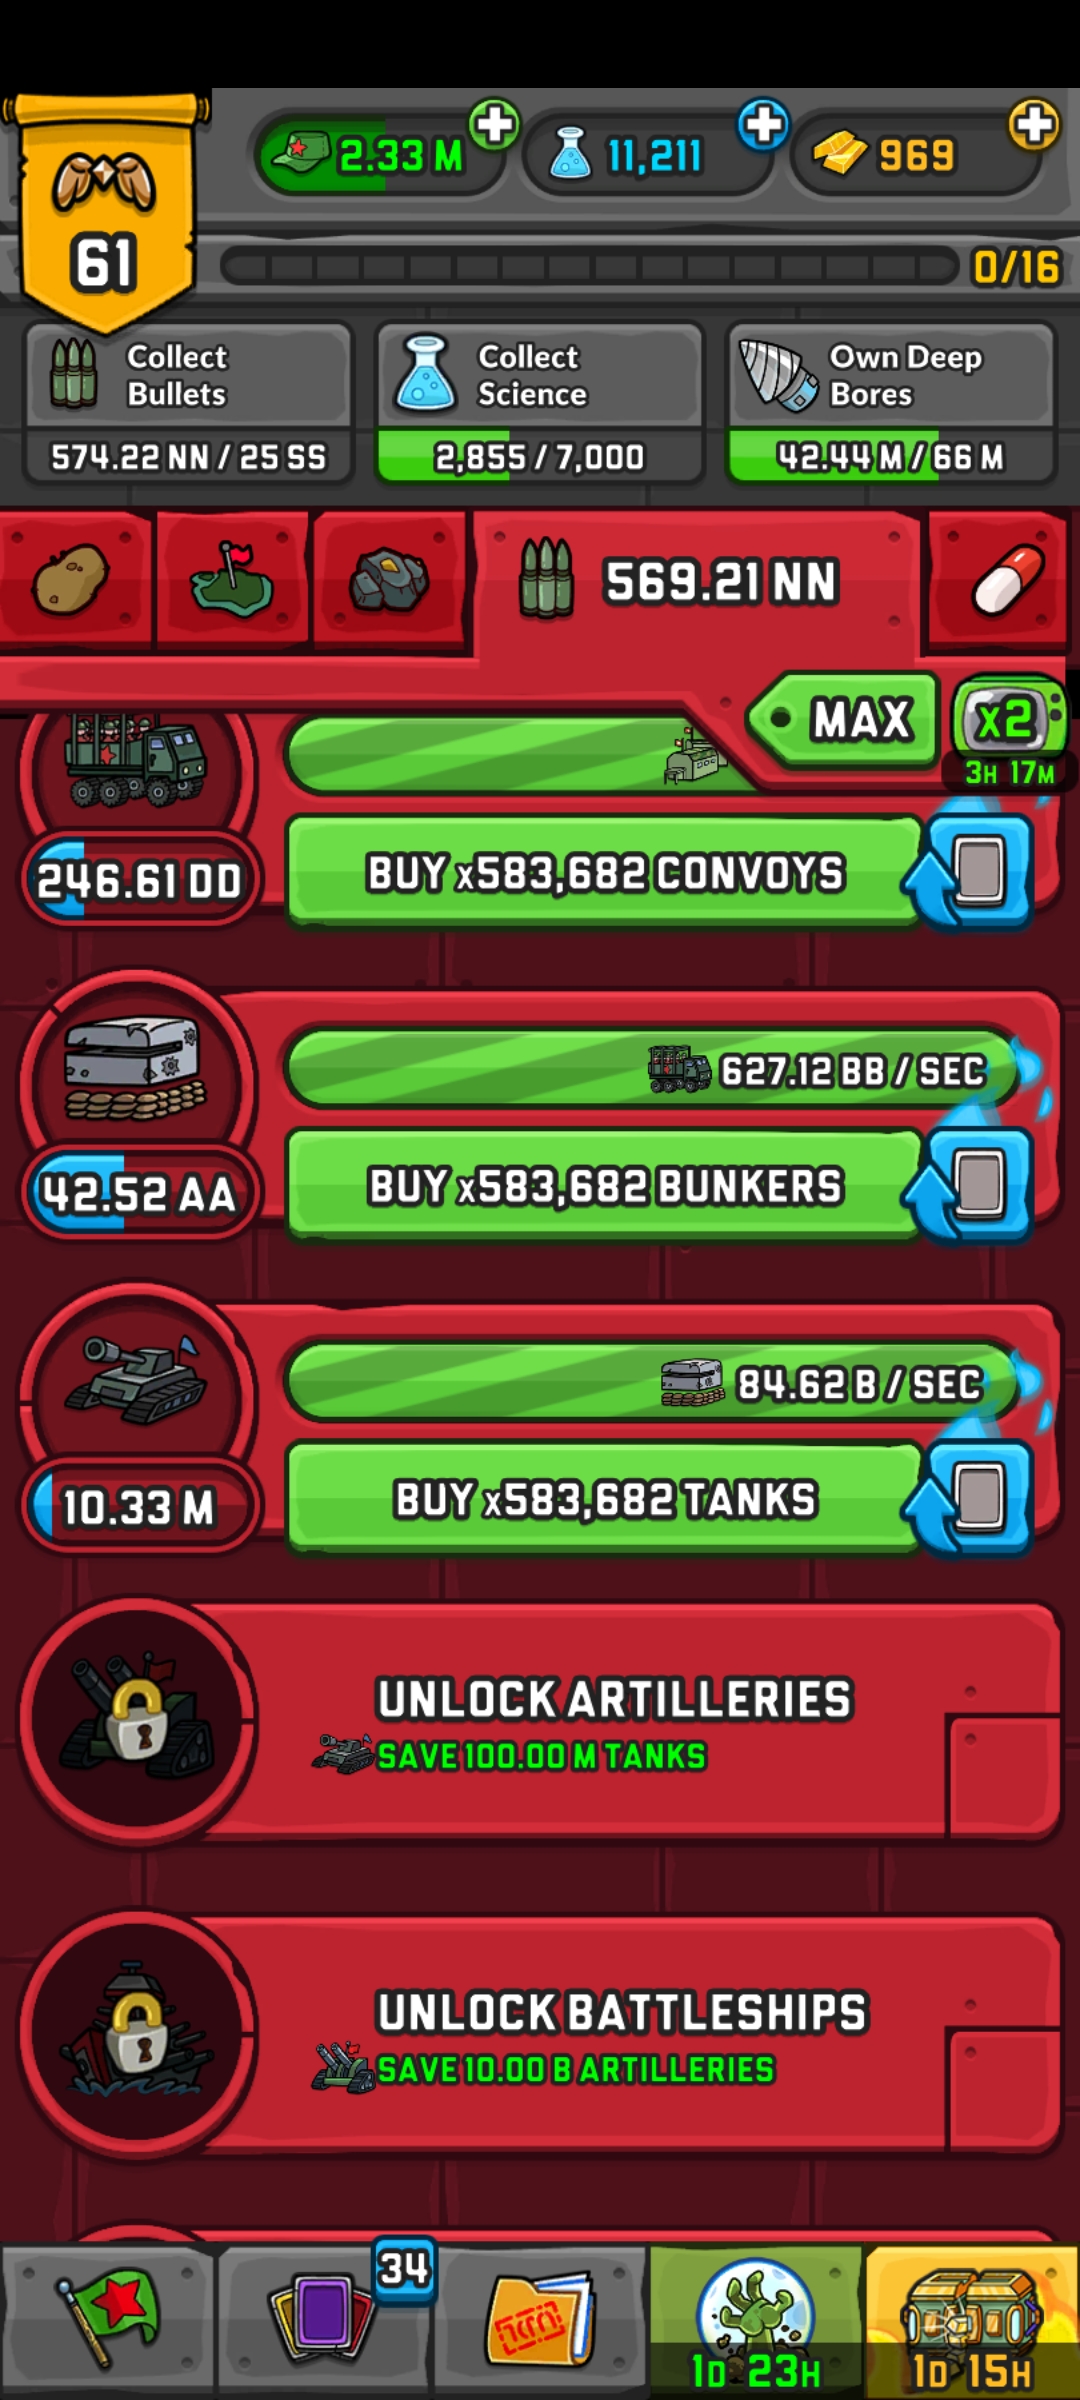 2.33 M
11,211
969
61
0/16
Collect
Bullets
574.22 NN / 25 SS
Collect
Science
2,855 / 7,000
Own Deep
Bores
42.44 M / 66 M
569.21 NN
MAX
x2
3H 17M
246.61 DD
BUY x583,682 CONVOYS
627.12 BB / SEC
42.52 AA
BUY x583,682 BUNKERS
84.62 B / SEC
10.33 M
BUY x583,682 TANKS
UNLOCK ARTILLERIES
SAVE 100.00 M TANKS
UNLOCK BATTLESHIPS
SAVE 10.00 B ARTILLERIES
34
1D 23H
1D 15H